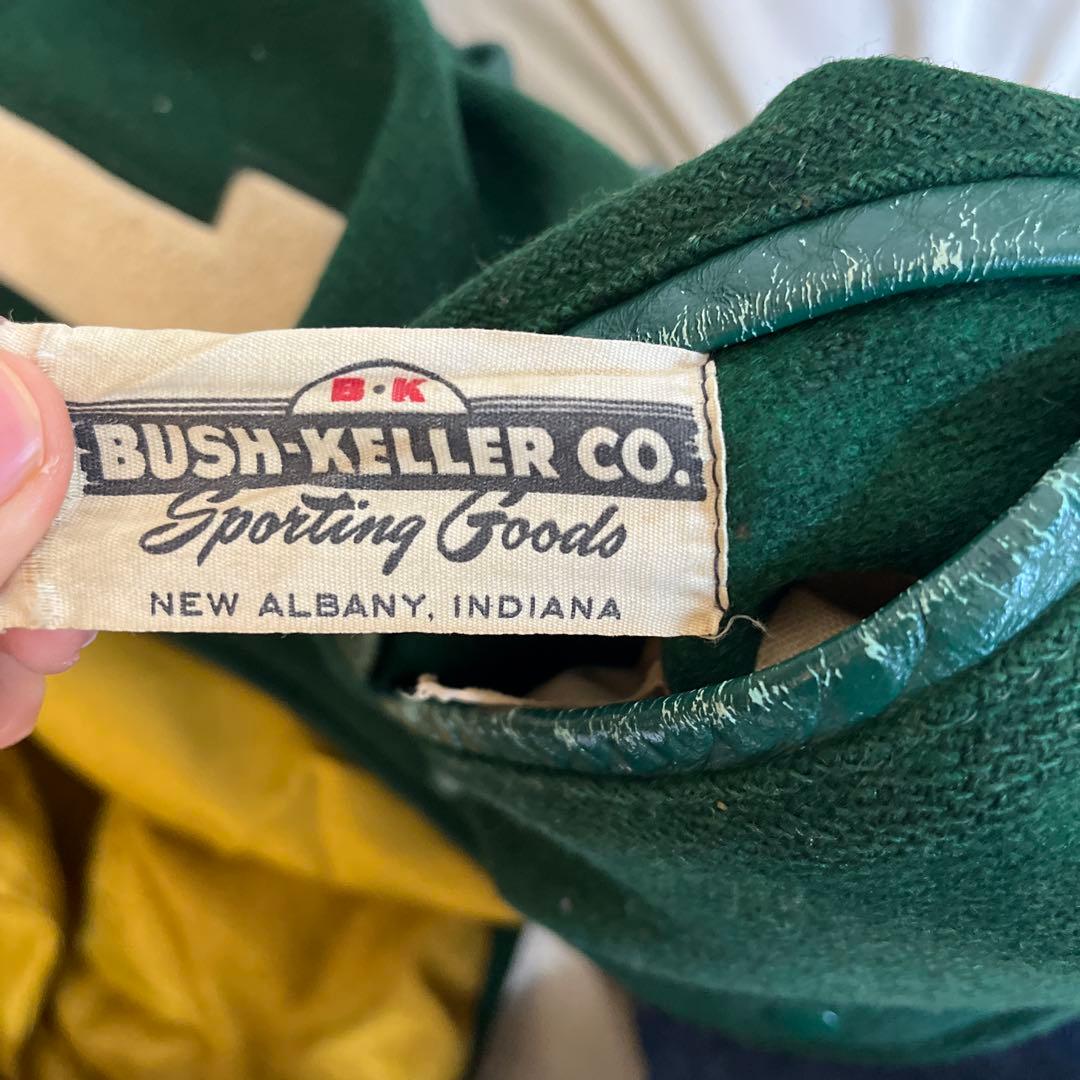 B·K
BUSH-KELLER CO.
Sporting Goods
NEW ALBANY, INDIANA